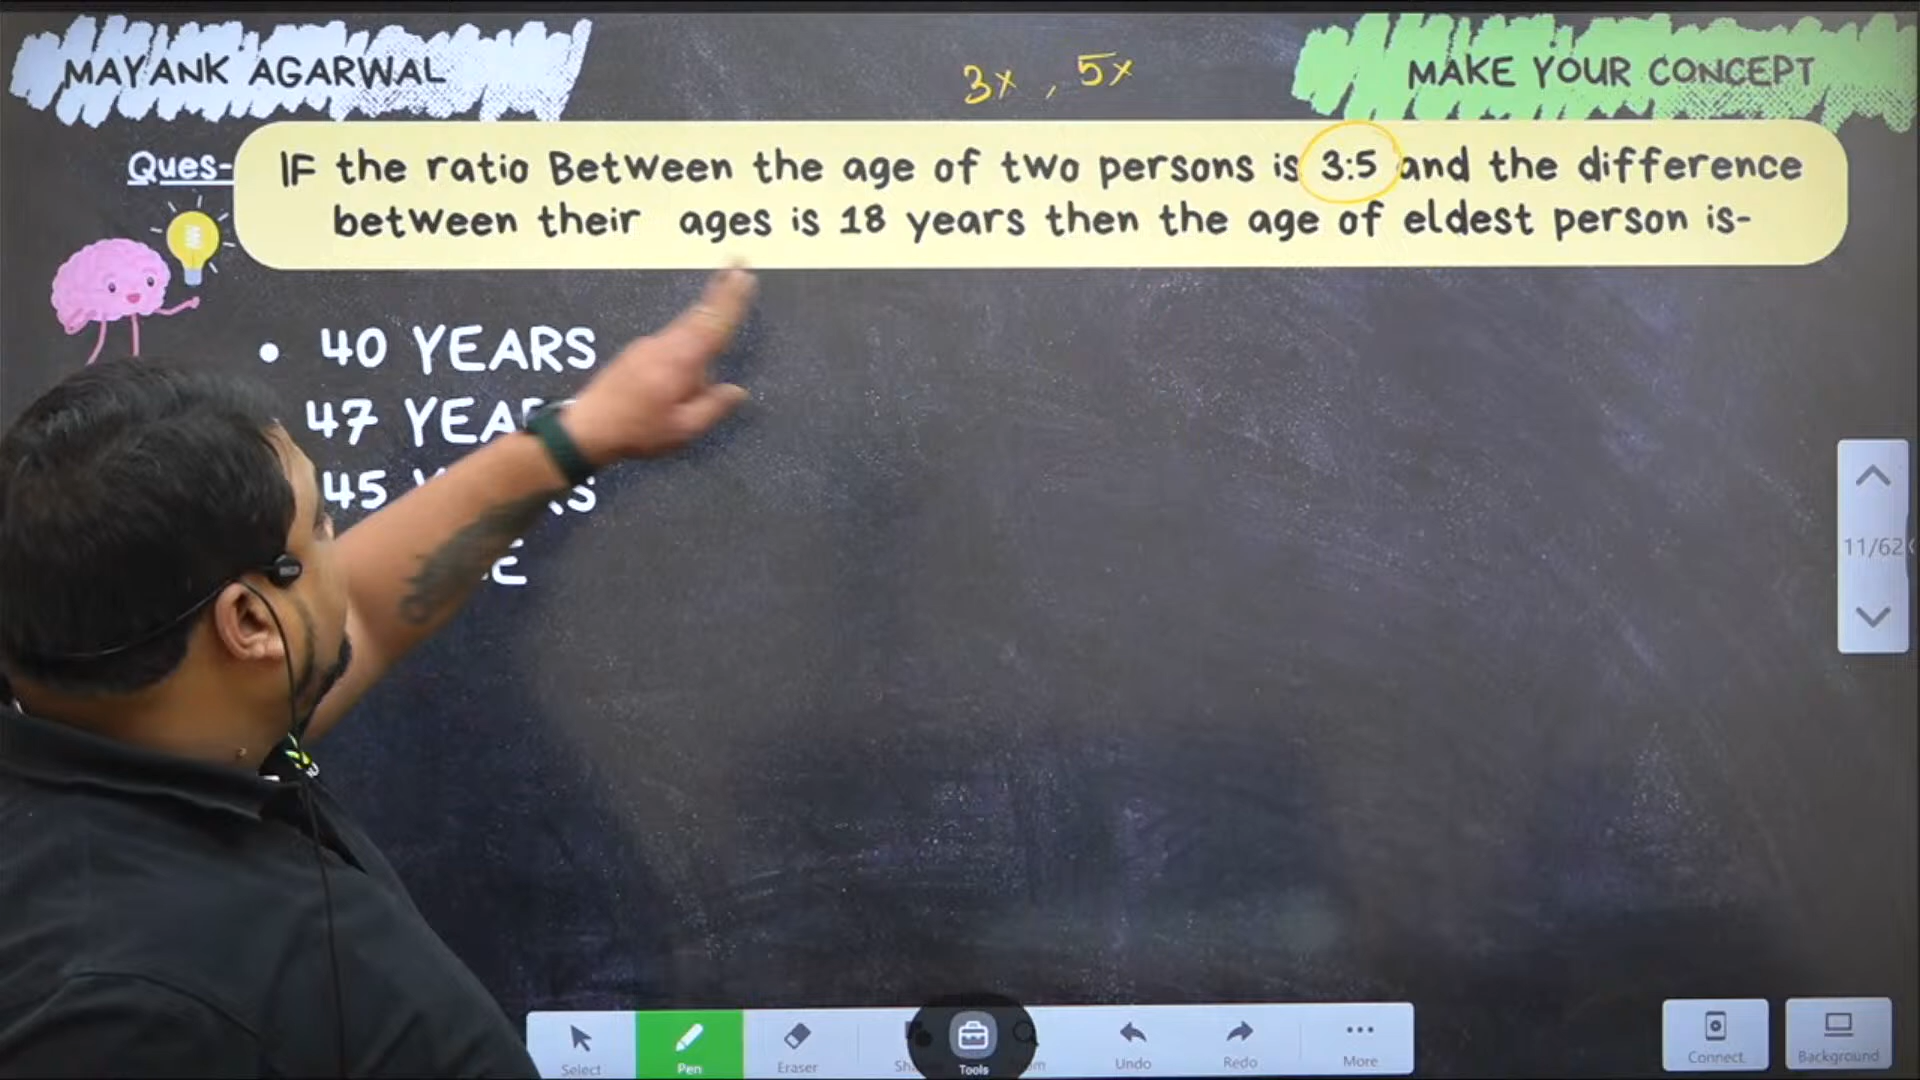 MAYANK AGARWAL
3x , 5x
MAKE YOUR CONCEPT
Ques-
IF the ratio Between the age of two persons is 3:5 and the difference
between their ages is 18 years then the age of eldest person is-
• 40 YEARS
47
45
11/62
Select
Pen
Eraser
Tools
Undo
Redo
More
Connect
Background